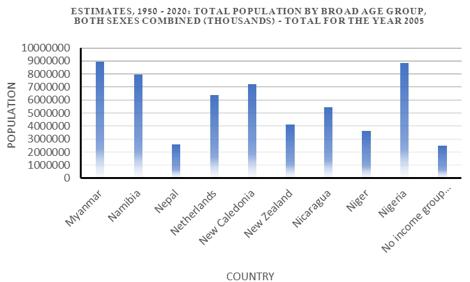 ESTIMATES, 1950 - 2020: TOTAL POPULATION BY BROAD AGE GROUP,
BOTH SEXES COMBINED (THOUSANDS) - TOTAL FOR THE YEAR 2005
POPULATION
10000000
9000000
8000000
7000000
6000000
5000000
4000000
3000000
2000000
1000000
0
Myanmar
Namibia
Nepal
Netherlands
New Caledonia
New Zealand
Nicaragua
Niger
Nigeria
No income group...
COUNTRY